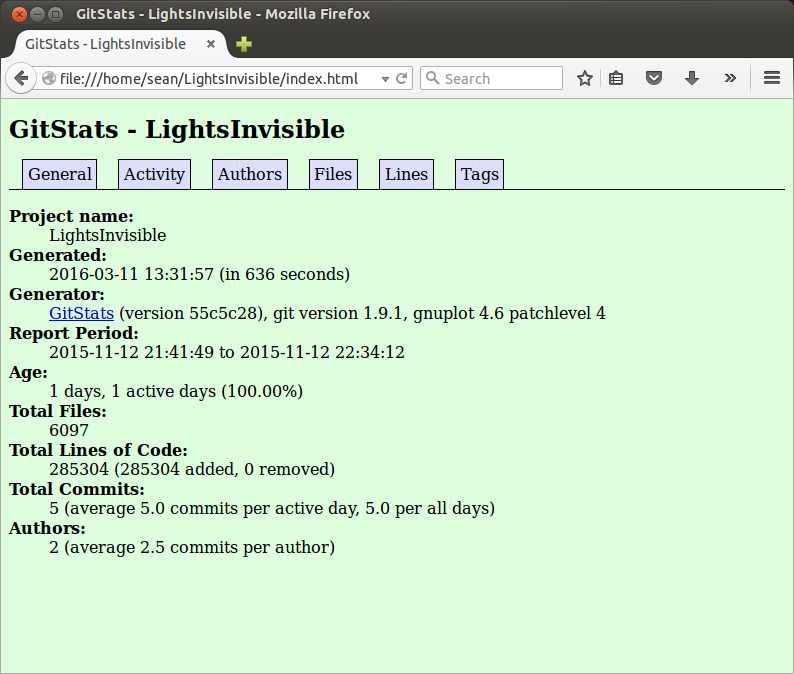 GitStats - LightsInvisible - Mozilla Firefox
GitStats - LightsInvisible
file:///home/sean/LightsInvisible/index.html
Search
GitStats - LightsInvisible
General Activity Authors Files Lines Tags
Project name:
LightsInvisible
Generated:
2016-03-11 13:31:57 (in 636 seconds)
Generator:
GitStats (version 55c5c28), git version 1.9.1, gnuplot 4.6 patchlevel 4
Report Period:
2015-11-12 21:41:49 to 2015-11-12 22:34:12
Age:
1 days, 1 active days (100.00%)
Total Files:
6097
Total Lines of Code:
285304 (285304 added, 0 removed)
Total Commits:
5 (average 5.0 commits per active day, 5.0 per all days)
Authors:
2 (average 2.5 commits per author)